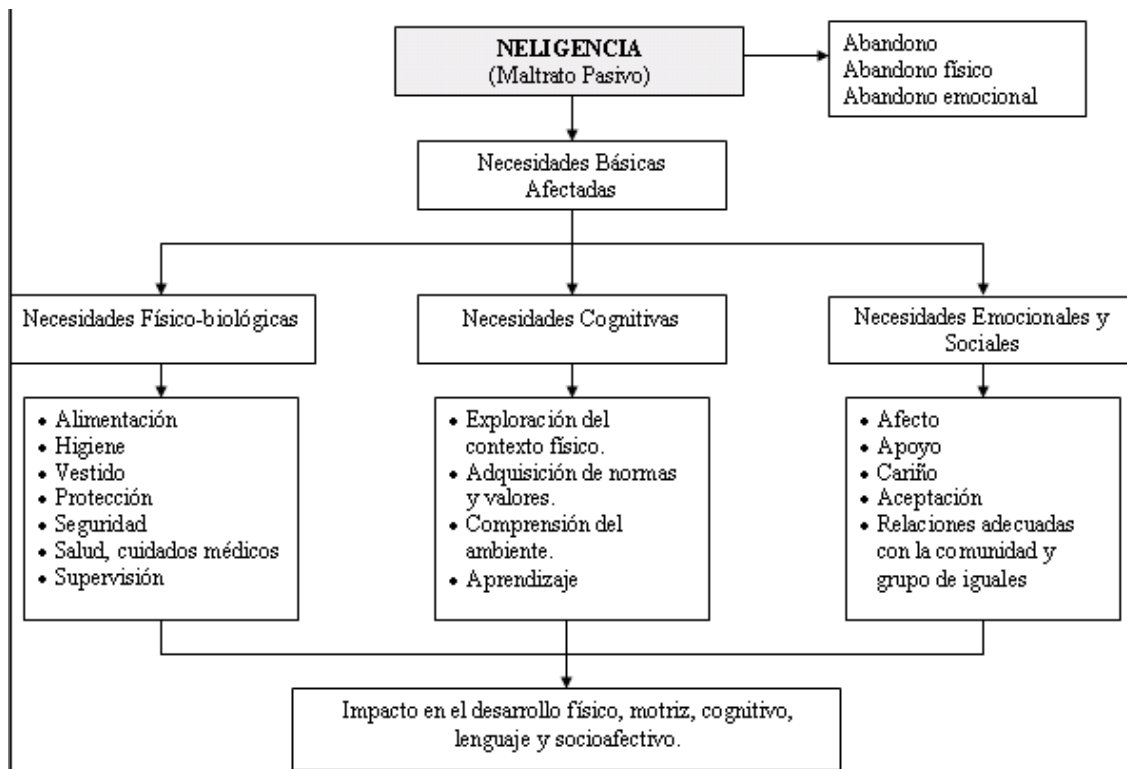 NELIGENCIA
(Maltrato Pasivo)
Abandono
Abandono físico
Abandono emocional
Necesidades Básicas
Afectadas
Necesidades Físico-biológicas
Necesidades Cognitivas
Necesidades Emocionales y
Sociales
• Alimentación
• Higiene
• Vestido
• Protección
• Seguridad
• Salud, cuidados médicos
• Supervisión
• Exploración del
contexto físico.
• Adquisición de normas
y valores.
• Comprensión del
ambiente.
• Aprendizaje
• Afecto
• Apoyo
• Cariño
• Aceptación
• Relaciones adecuadas
con la comunidad y
grupo de iguales
Impacto en el desarrollo físico, motriz, cognitivo,
lenguaje y socioafectivo.